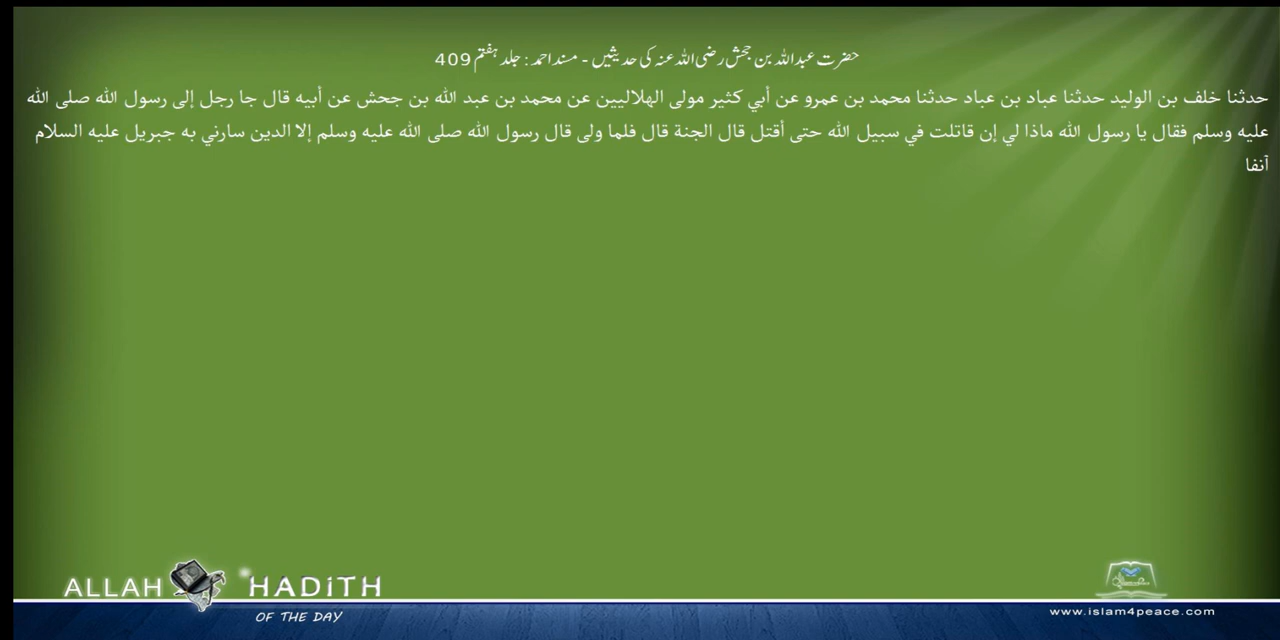 حضرت عبداللہ بن جحش رضی اللہ عنہ کی حدیثیں - مسند احمد : جلد ہفتم 409
حدثنا خلف بن الوليد حدثنا عباد بن عباد حدثنا محمد بن عمرو عن أبي كثير مولى الهلاليين عن محمد بن عبد الله بن جحش عن أبيه قال جا رجل إلى رسول الله صلى الله
عليه وسلم فقال يا رسول الله ماذا لي إن قاتلت في سبيل الله حتى أقتل قال الجنة قال فلما ولى قال رسول الله صلى الله عليه وسلم إلا الدين سارني به جبريل عليه السلام
آنفا
ALLAH HADITH
OF THE DAY
www.islam4peace.com